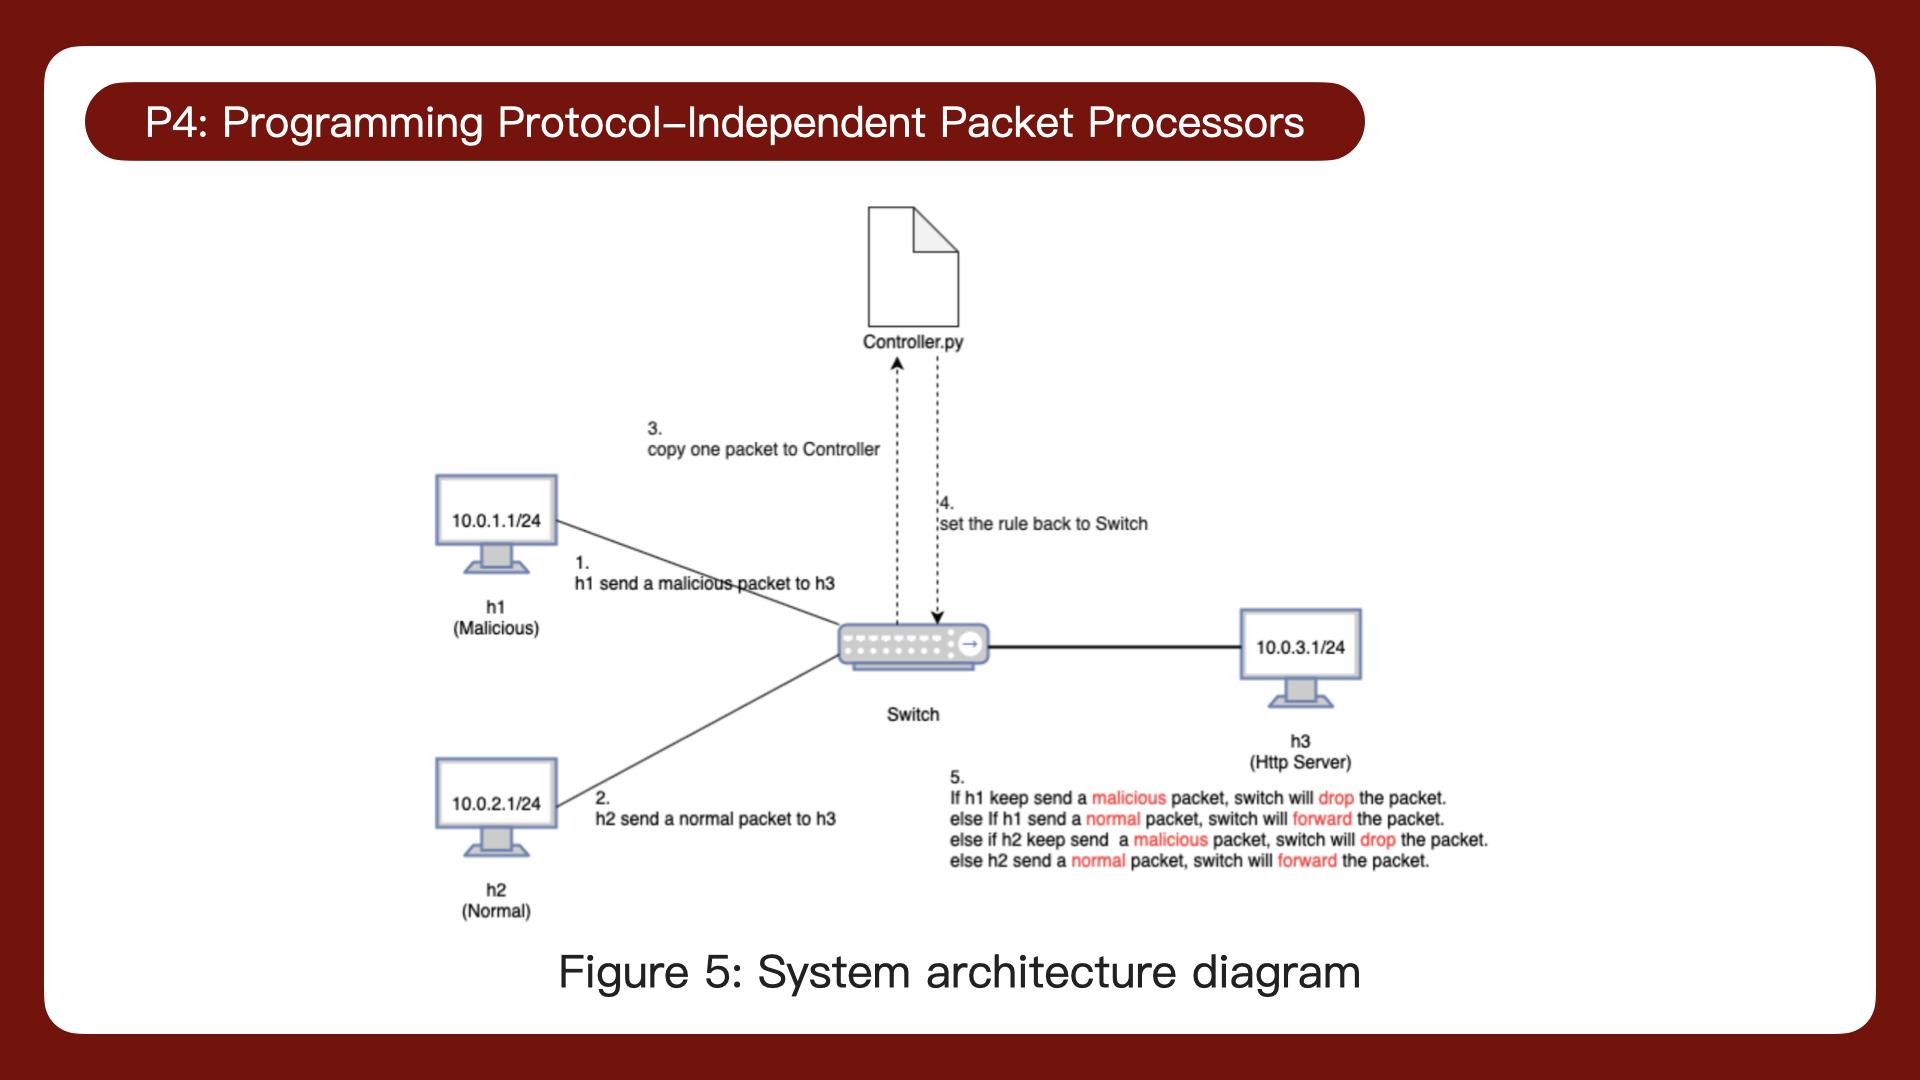 P4: Programming Protocol-Independent Packet Processors
Controller.py
3.
copy one packet to Controller
4.
set the rule back to Switch
10.0.1.1/24
1.
h1 send a malicious packet to h3
h1
(Malicious)
10.0.3.1/24
Switch
h3
(Http Server)
10.0.2.1/24
2.
h2 send a normal packet to h3
h2
(Normal)
5.
If h1 keep send a malicious packet, switch will drop the packet.
else If h1 send a normal packet, switch will forward the packet.
else if h2 keep send  a malicious packet, switch will drop the packet.
else h2 send a normal packet, switch will forward the packet.
Figure 5: System architecture diagram